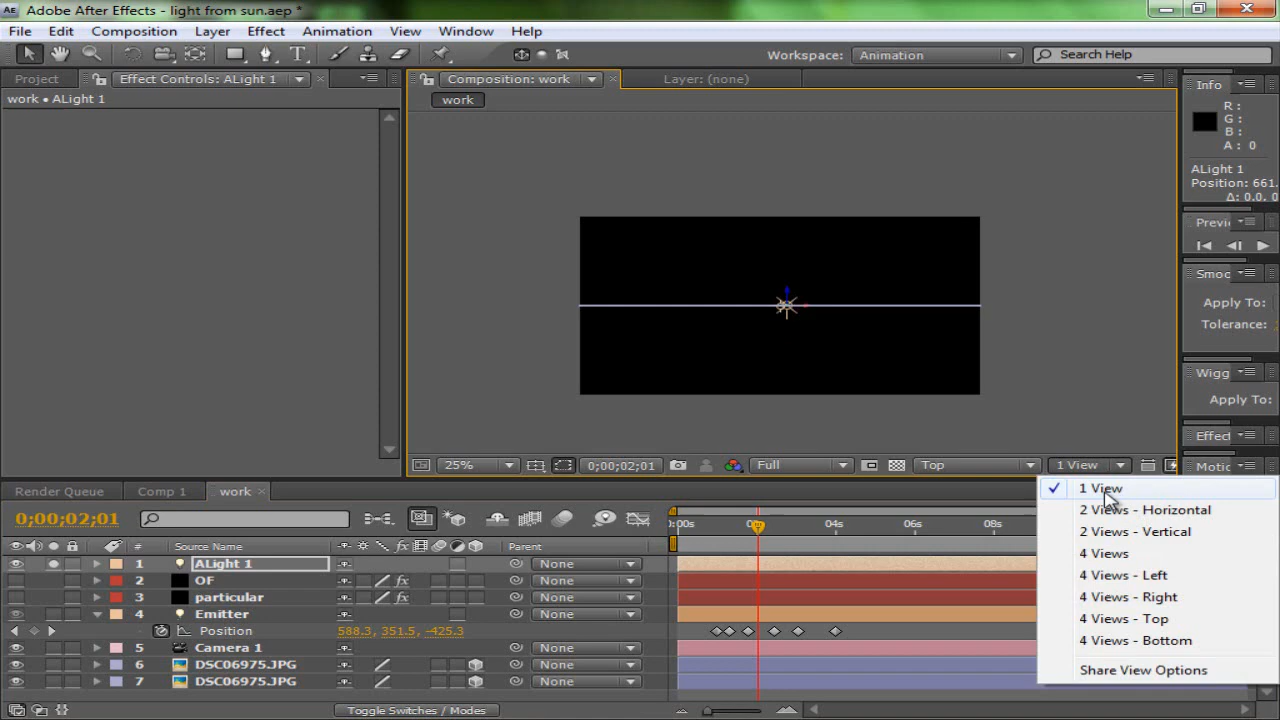 Adobe After Effects - light from sun.aep *
File Edit Composition Layer Effect Animation View Window Help
Workspace: Animation Search Help
Project Effect Controls: ALight 1 Composition: work Layer: (none) Info
work • ALight 1
work
R :
G :
B :
A : 0
ALight 1
Position: 661.
Δ: 0.0, 0
Previ
Smoo
Apply To:
Tolerance:
Wigg
Apply To:
Effec
25% 0;00;02;01 Full Top 1 View Motic
Render Queue Comp 1 work
1 View
2 Views - Horizontal
2 Views - Vertical
4 Views
4 Views - Left
4 Views - Right
4 Views - Top
4 Views - Bottom
Share View Options
0;00;02;01
:00s 04s 06s 08s
# Source Name Parent
1 ALight 1 None
2 OF None
3 particular None
4 Emitter None
Position 588.3, 351.5, -425.3
5 Camera 1 None
6 DSC06975.JPG None
7 DSC06975.JPG None
Toggle Switches / Modes